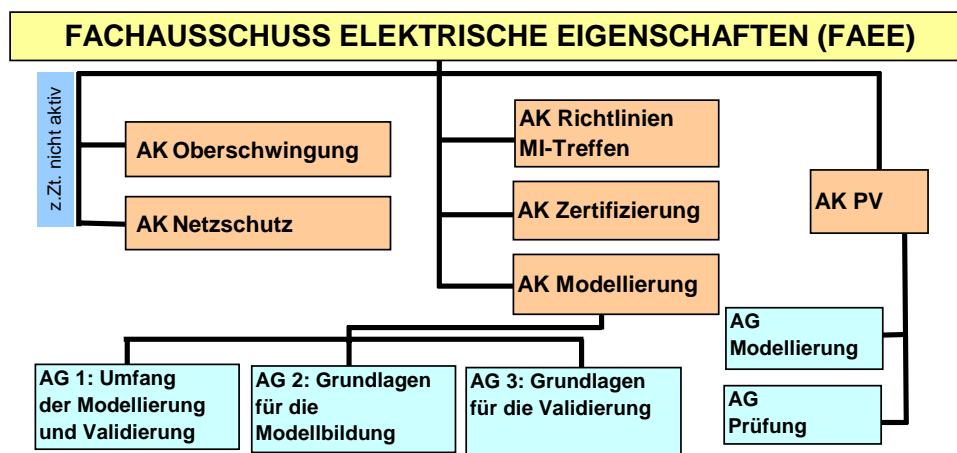 FACHAUSSCHUSS ELEKTRISCHE EIGENSCHAFTEN (FAEE)
z.Zt. nicht aktiv
AK Oberschwingung
AK Netzschutz
AK Richtlinien
MI-Treffen
AK Zertifizierung
AK Modellierung
AK PV
AG
Modellierung
AG
Prüfung
AG 1: Umfang
der Modellierung
und Validierung
AG 2: Grundlagen
für die
Modellbildung
AG 3: Grundlagen
für die Validierung